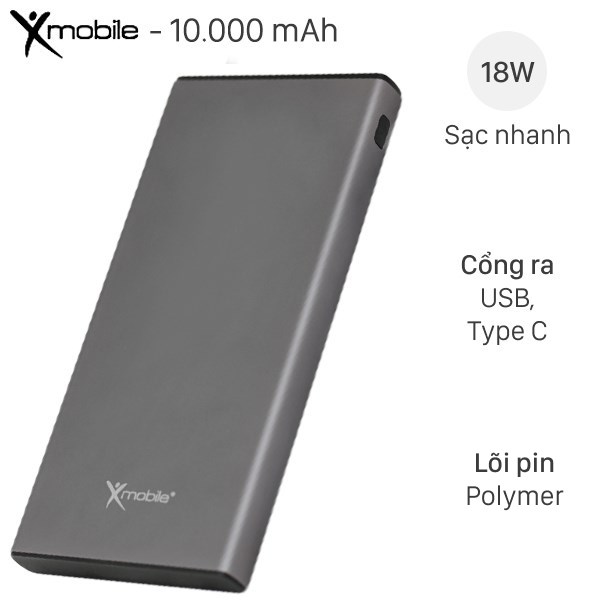 Xmobile - 10.000 mAh
18W
Sạc nhanh
Cổng ra
USB,
Type C
Lõi pin
Polymer
Xmobile®